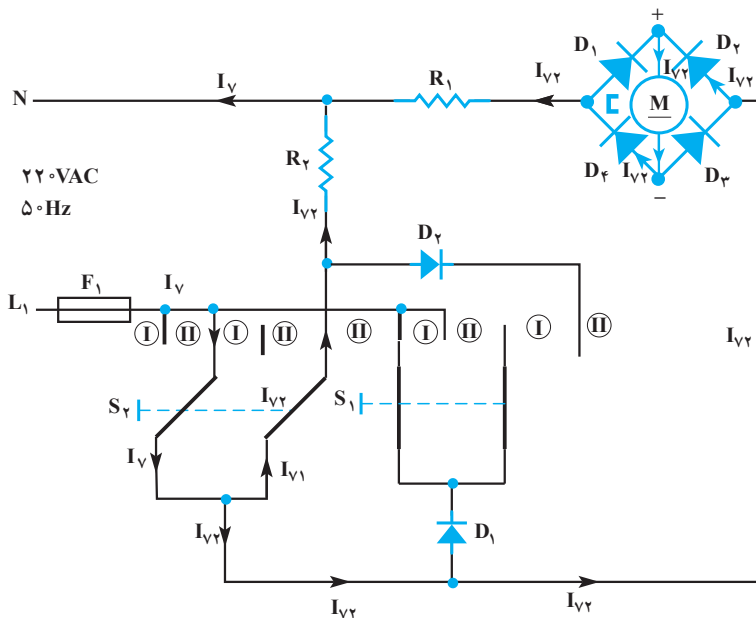 +
D۱ D۲
I۷ I۷۲ I۷۲ I۷۲
N R۱ M
R۲ D۴ I۷۲ D۳
۲۲۰VAC
۵۰Hz I۷۲ −
D۲
F۱ I۷
L۱
I II I II II I II I II I۷۲
S۲ I۷۲ S۱
I۷ I۷۱
I۷۲ D۱
I۷۲ I۷۲